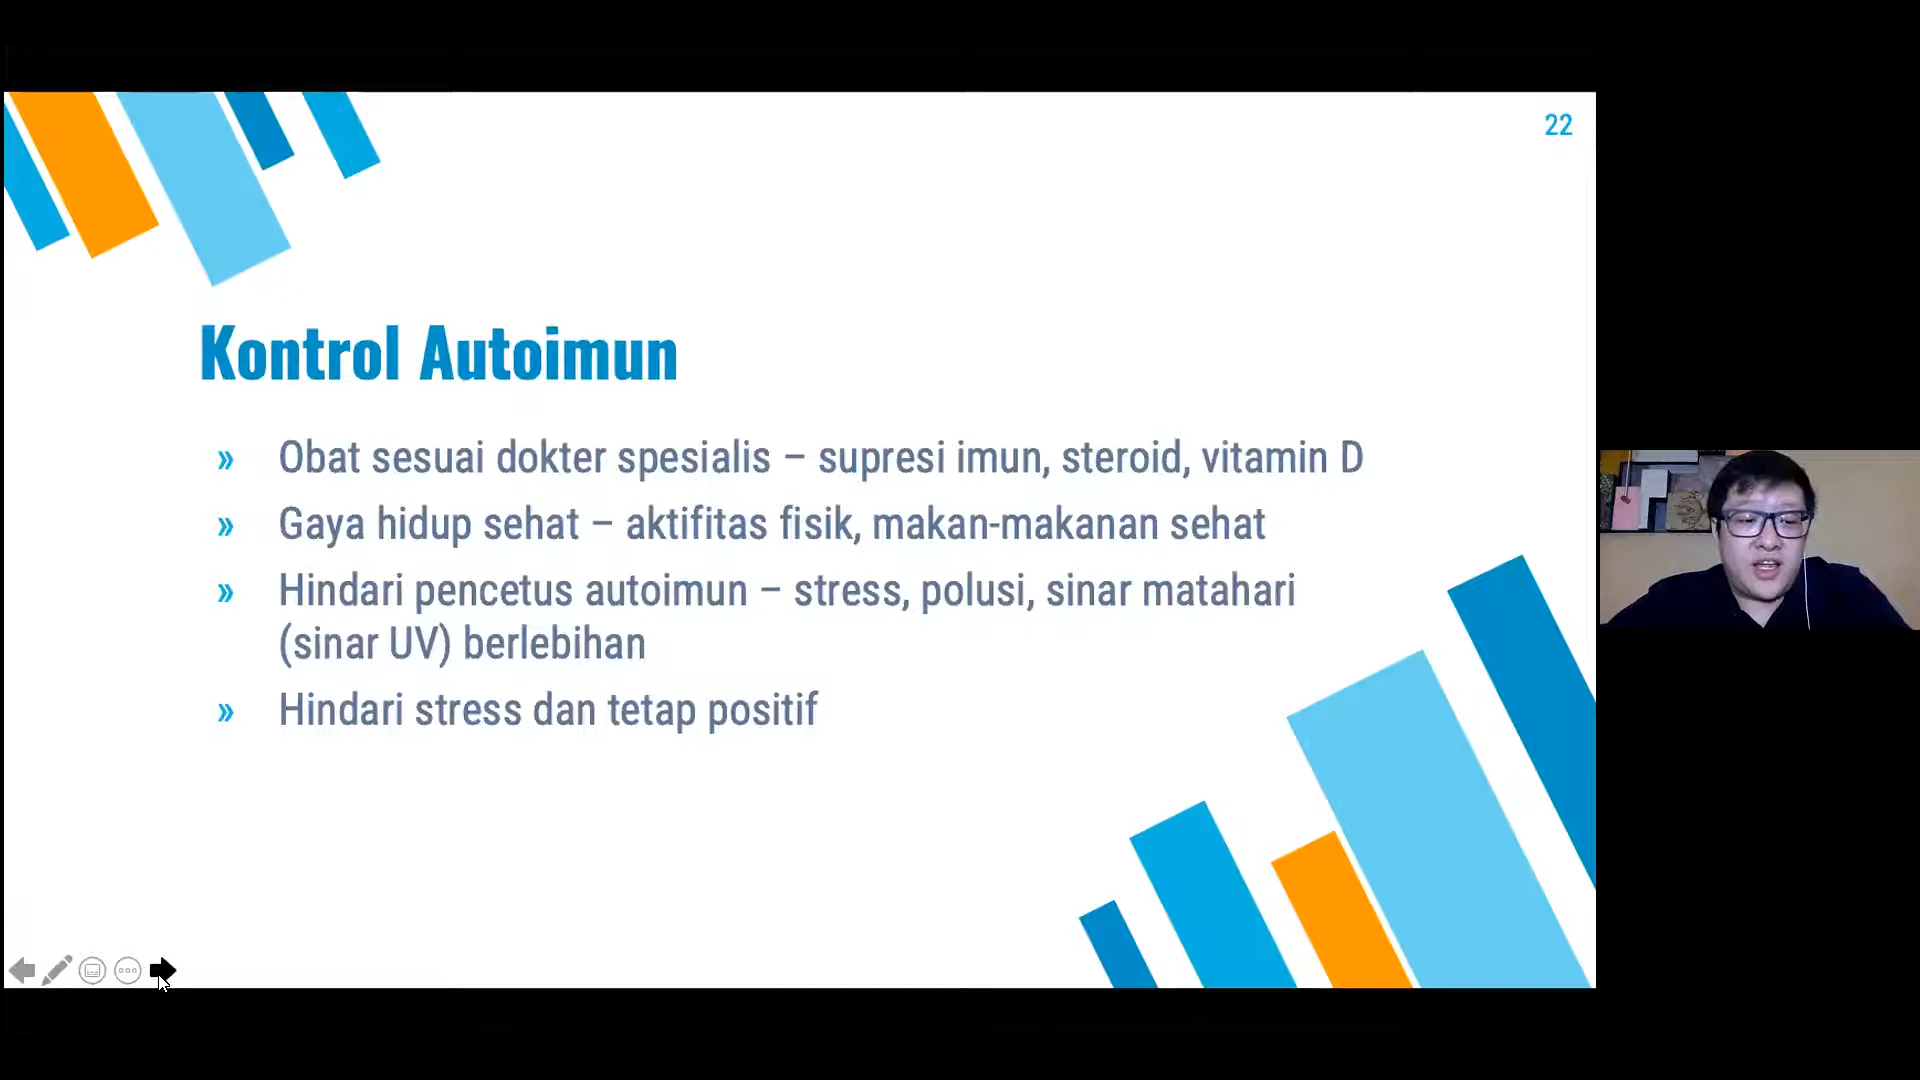 22
Kontrol Autoimun
» Obat sesuai dokter spesialis – supresi imun, steroid, vitamin D
» Gaya hidup sehat – aktifitas fisik, makan-makanan sehat
» Hindari pencetus autoimun – stress, polusi, sinar matahari
(sinar UV) berlebihan
» Hindari stress dan tetap positif